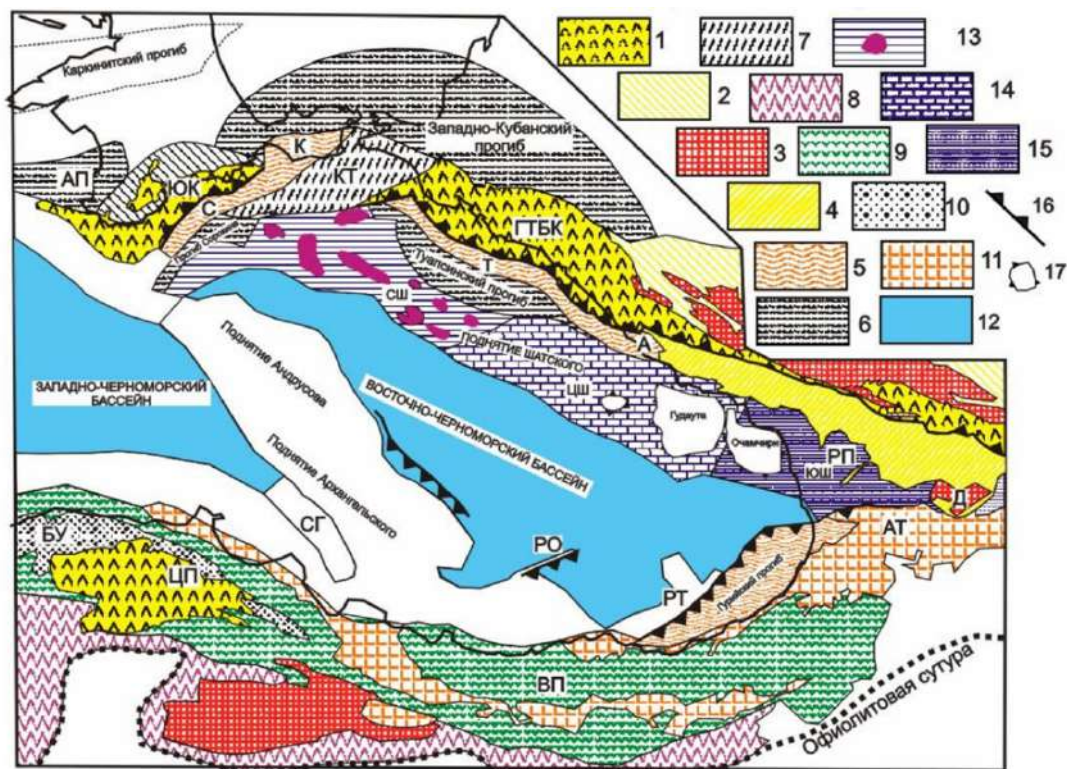 Каркинитский прогиб
Западно-Кубанский
прогиб
АП
ЮК
К
С
КТ
ГТБК
Т
Туапсинский прогиб
СШ
А
ПОДНЯТИЕ ШАТСКОГО
ЦШ
Гудаута
Очамчири
РП
ЮШ
Д
АТ
ЗАПАДНО-ЧЕРНОМОРСКИЙ
БАССЕЙН
Поднятие Андрусова
ВОСТОЧНО-ЧЕРНОМОРСКИЙ БАССЕЙН
Поднятие Архангельского
СГ
РО
РТ
Гурийский прогиб
БУ
ЦП
ВП
Офиолитовая сутура
1
7
13
2
8
14
3
9
15
4
10
16
5
11
17
6
12